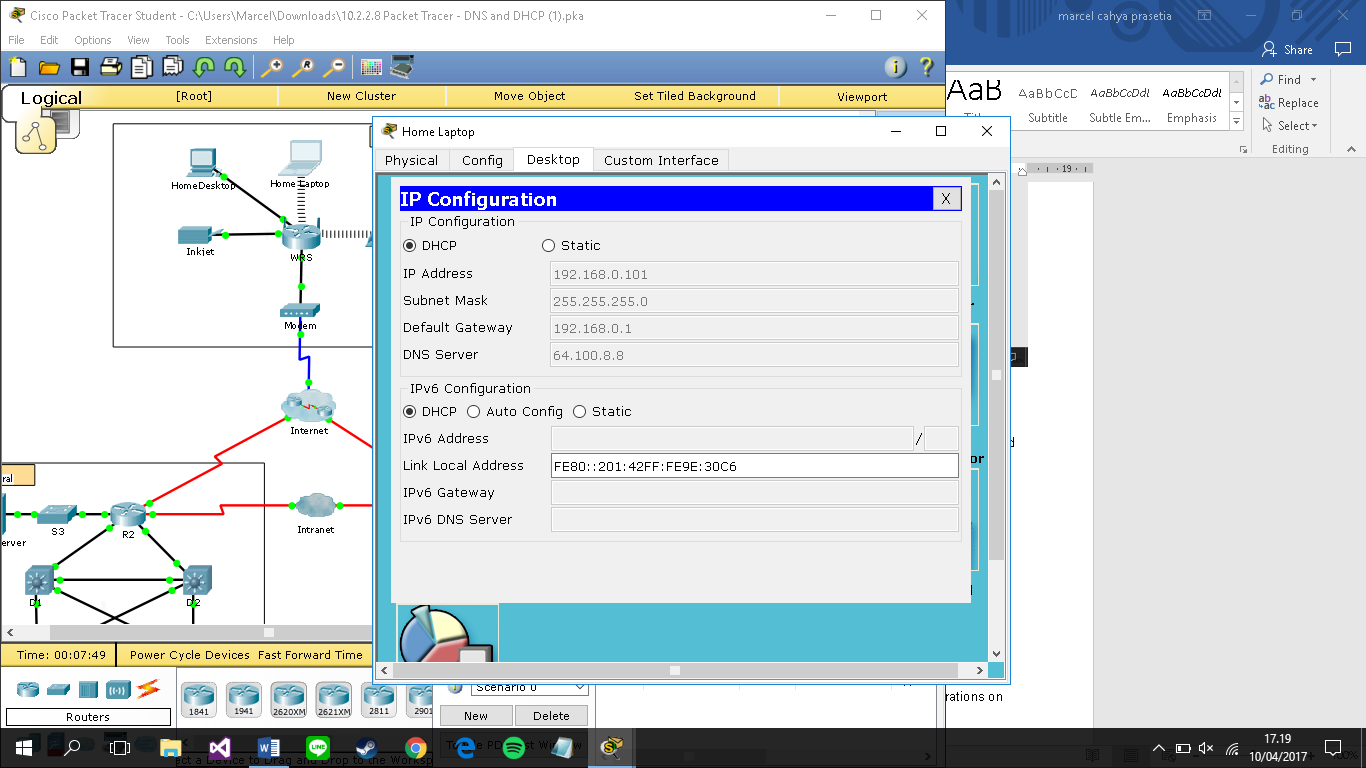 Cisco Packet Tracer Student - C:\Users\Marcel\Downloads\10.2.2.8 Packet Tracer - DNS and DHCP (1).pka
marcel cahya prasetia
File Edit Options View Tools Extensions Help
Share
Logical [Root] New Cluster Move Object Set Tiled Background Viewport
AaB AaBbCcD AaBbCcDdl AaBbCcDdl
Subtitle Subtle Em... Emphasis
Find
Replace
Select
Editing
19
Home Laptop
Physical Config Desktop Custom Interface
IP Configuration X
IP Configuration
DHCP Static
IP Address 192.168.0.101
Subnet Mask 255.255.255.0
Default Gateway 192.168.0.1
DNS Server 64.100.8.8
IPv6 Configuration
DHCP Auto Config Static
IPv6 Address /
Link Local Address FE80::201:42FF:FE9E:30C6
IPv6 Gateway
IPv6 DNS Server
HomeDesktop
Home Laptop
Inkjet
WRS
Modem
Internet
ral
S3
erver
R2
Intranet
D1
D2
or
Time: 00:07:49 Power Cycle Devices Fast Forward Time
Routers
1841 1941 2620XM 2621XM 2811 2901
Scenario 0
New Delete
rations on
17.19
10/04/2017